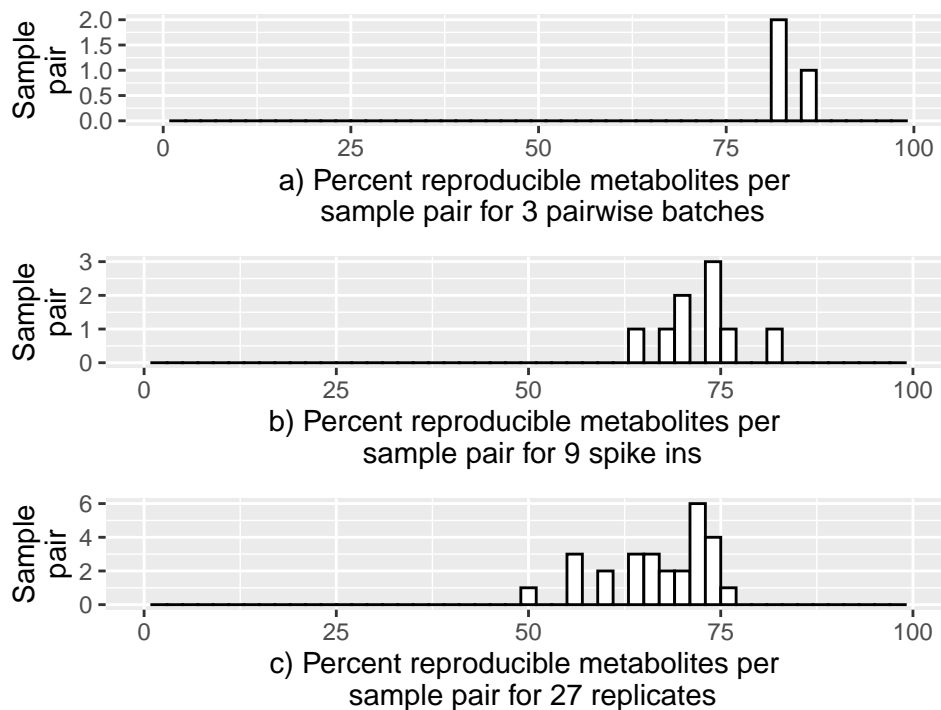 Sample
pair
2.0
1.5
1.0
0.5
0.0
0 25 50 75 100
a) Percent reproducible metabolites per
sample pair for 3 pairwise batches
Sample
pair
3
2
1
0
0 25 50 75 100
b) Percent reproducible metabolites per
sample pair for 9 spike ins
Sample
pair
6
4
2
0
0 25 50 75 100
c) Percent reproducible metabolites per
sample pair for 27 replicates